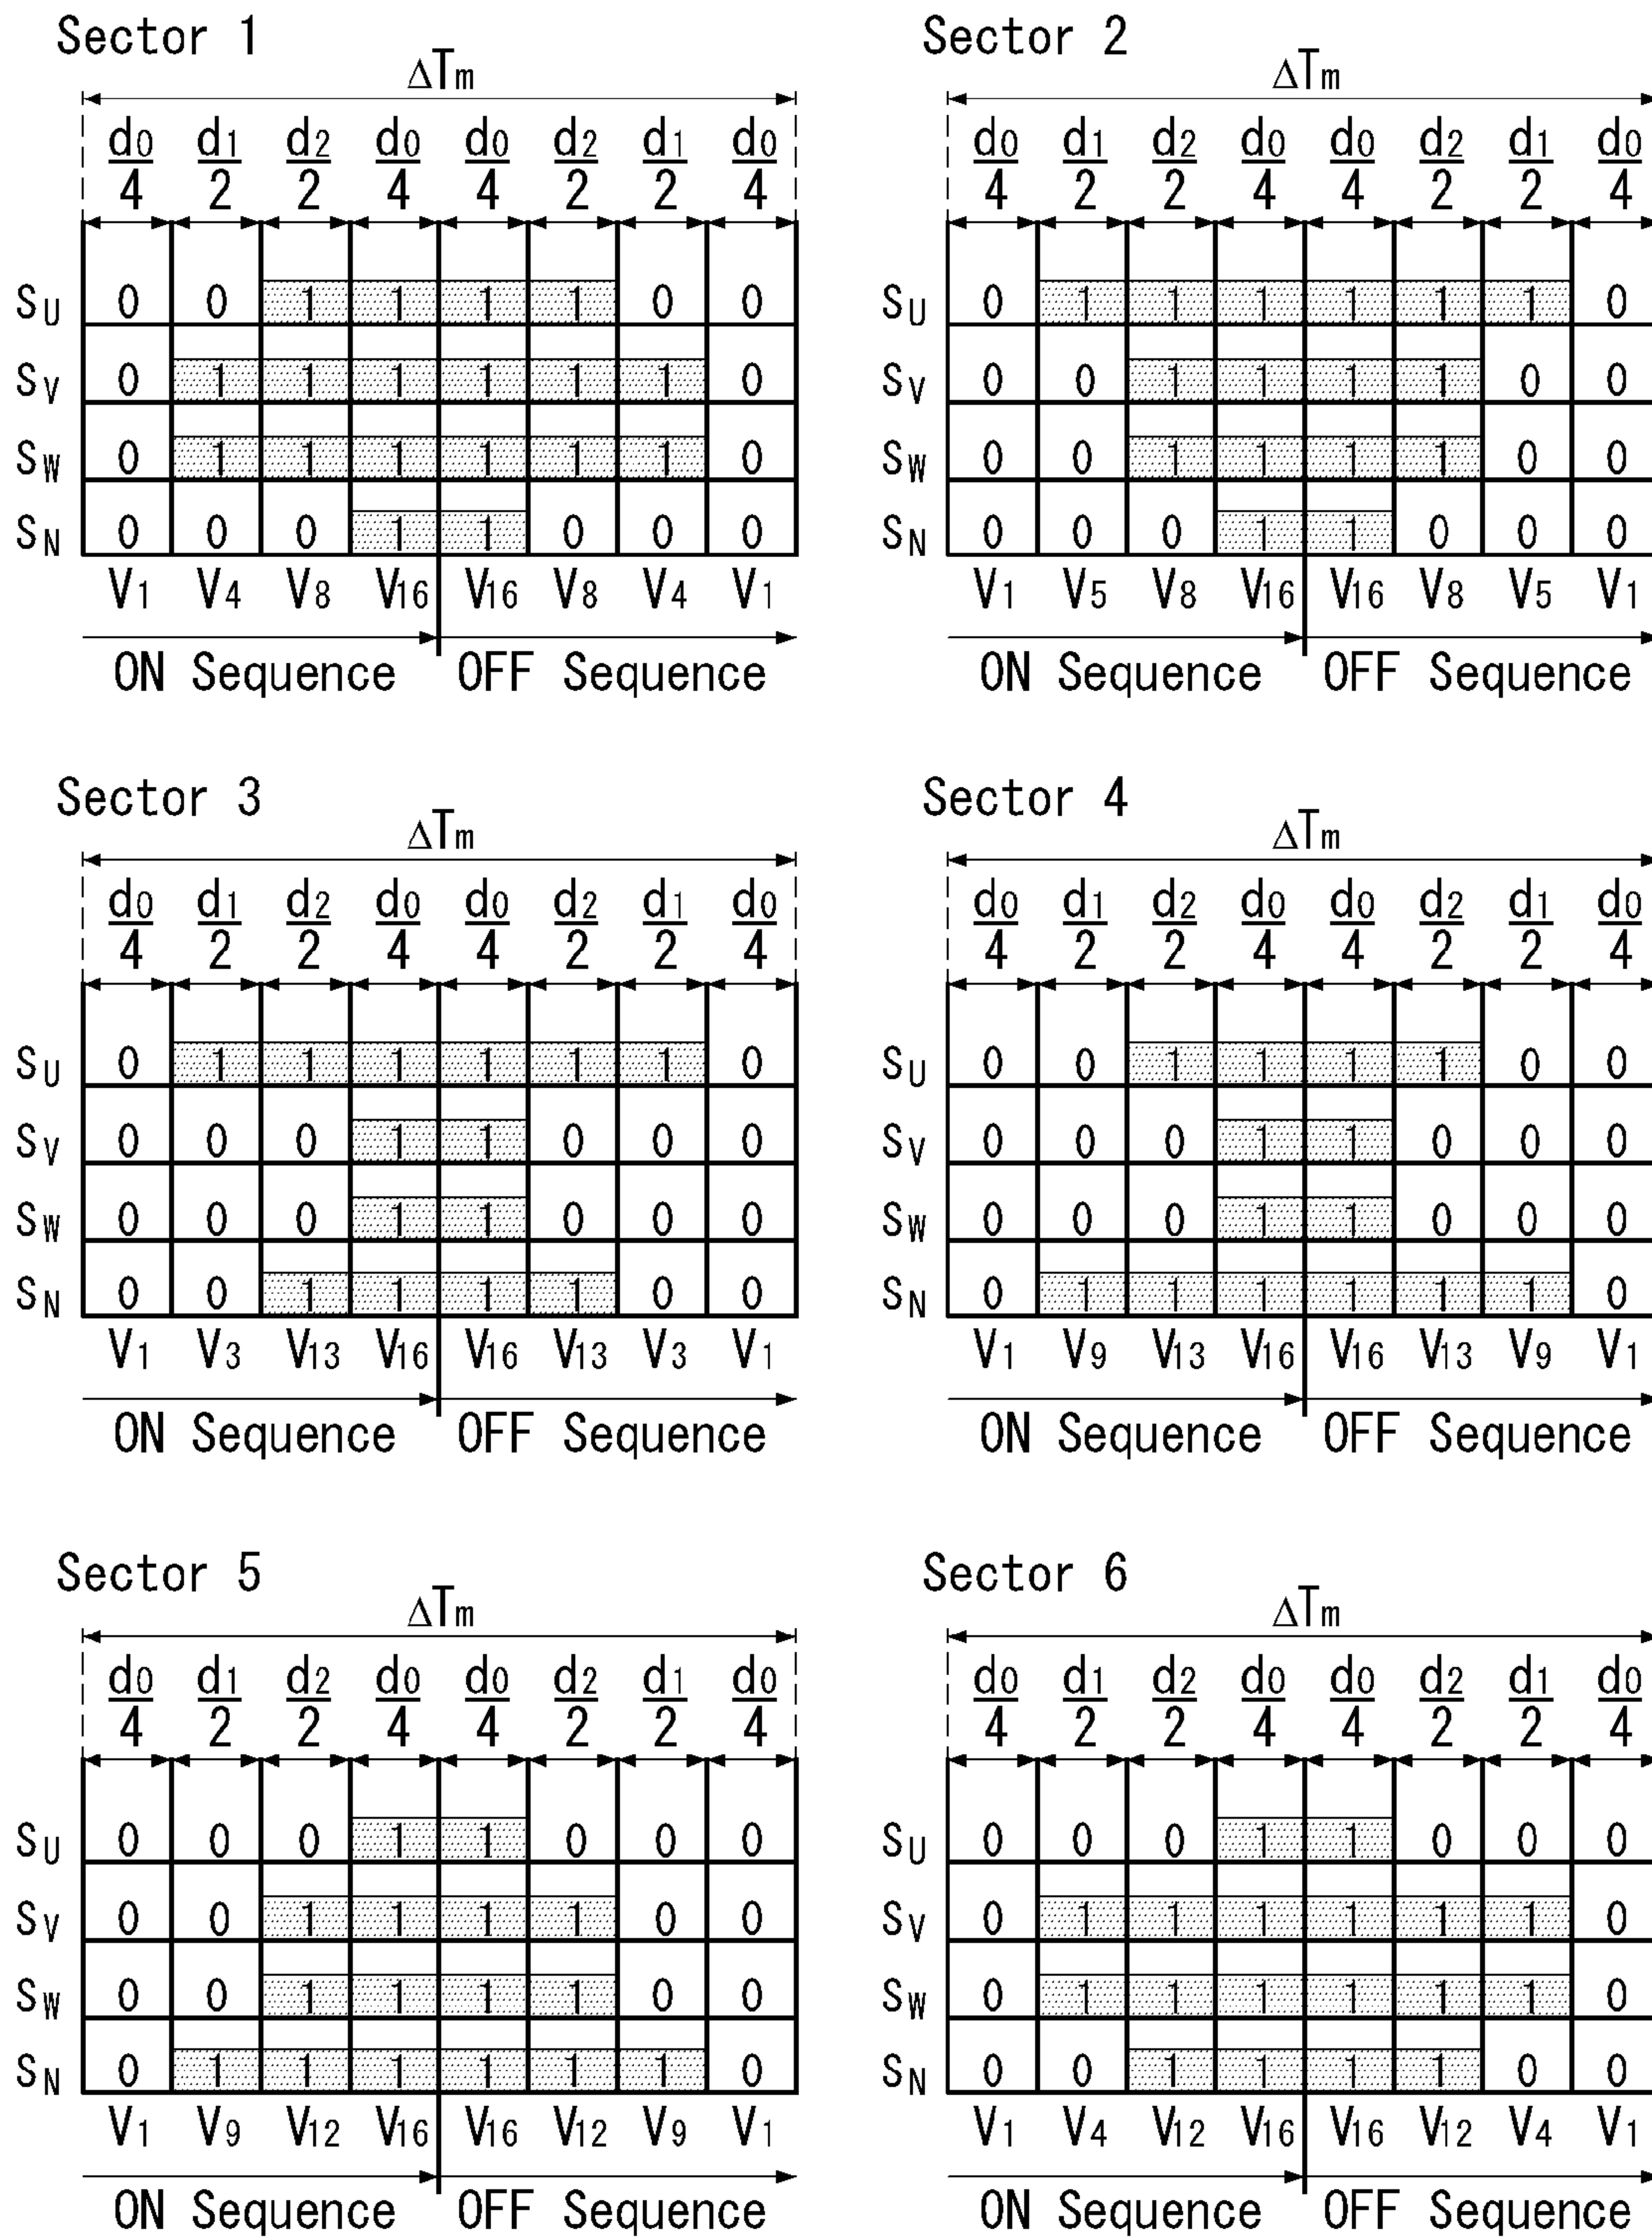 Sector 1
ΔTm
d0/4 d1/2 d2/2 d0/4 d0/4 d2/2 d1/2 d0/4
SU 0 0 1 1 1 1 0 0
SV 0 1 1 1 1 1 1 0
SW 0 1 1 1 1 1 1 0
SN 0 0 0 1 1 0 0 0
V1 V4 V8 V16 V16 V8 V4 V1
ON Sequence OFF Sequence
Sector 2
ΔTm
d0/4 d1/2 d2/2 d0/4 d0/4 d2/2 d1/2 d0/4
SU 0 1 1 1 1 1 1 0
SV 0 0 1 1 1 1 0 0
SW 0 0 1 1 1 1 0 0
SN 0 0 0 1 1 0 0 0
V1 V5 V8 V16 V16 V8 V5 V1
ON Sequence OFF Sequence
Sector 3
ΔTm
d0/4 d1/2 d2/2 d0/4 d0/4 d2/2 d1/2 d0/4
SU 0 1 1 1 1 1 1 0
SV 0 0 0 1 1 0 0 0
SW 0 0 0 1 1 0 0 0
SN 0 0 1 1 1 1 0 0
V1 V3 V13 V16 V16 V13 V3 V1
ON Sequence OFF Sequence
Sector 4
ΔTm
d0/4 d1/2 d2/2 d0/4 d0/4 d2/2 d1/2 d0/4
SU 0 0 1 1 1 1 0 0
SV 0 0 0 1 1 0 0 0
SW 0 0 0 1 1 0 0 0
SN 0 1 1 1 1 1 1 0
V1 V9 V13 V16 V16 V13 V9 V1
ON Sequence OFF Sequence
Sector 5
ΔTm
d0/4 d1/2 d2/2 d0/4 d0/4 d2/2 d1/2 d0/4
SU 0 0 0 1 1 0 0 0
SV 0 0 1 1 1 1 0 0
SW 0 0 1 1 1 1 0 0
SN 0 1 1 1 1 1 1 0
V1 V9 V12 V16 V16 V12 V9 V1
ON Sequence OFF Sequence
Sector 6
ΔTm
d0/4 d1/2 d2/2 d0/4 d0/4 d2/2 d1/2 d0/4
SU 0 0 0 1 1 0 0 0
SV 0 1 1 1 1 1 1 0
SW 0 1 1 1 1 1 1 0
SN 0 0 1 1 1 1 0 0
V1 V4 V12 V16 V16 V12 V4 V1
ON Sequence OFF Sequence